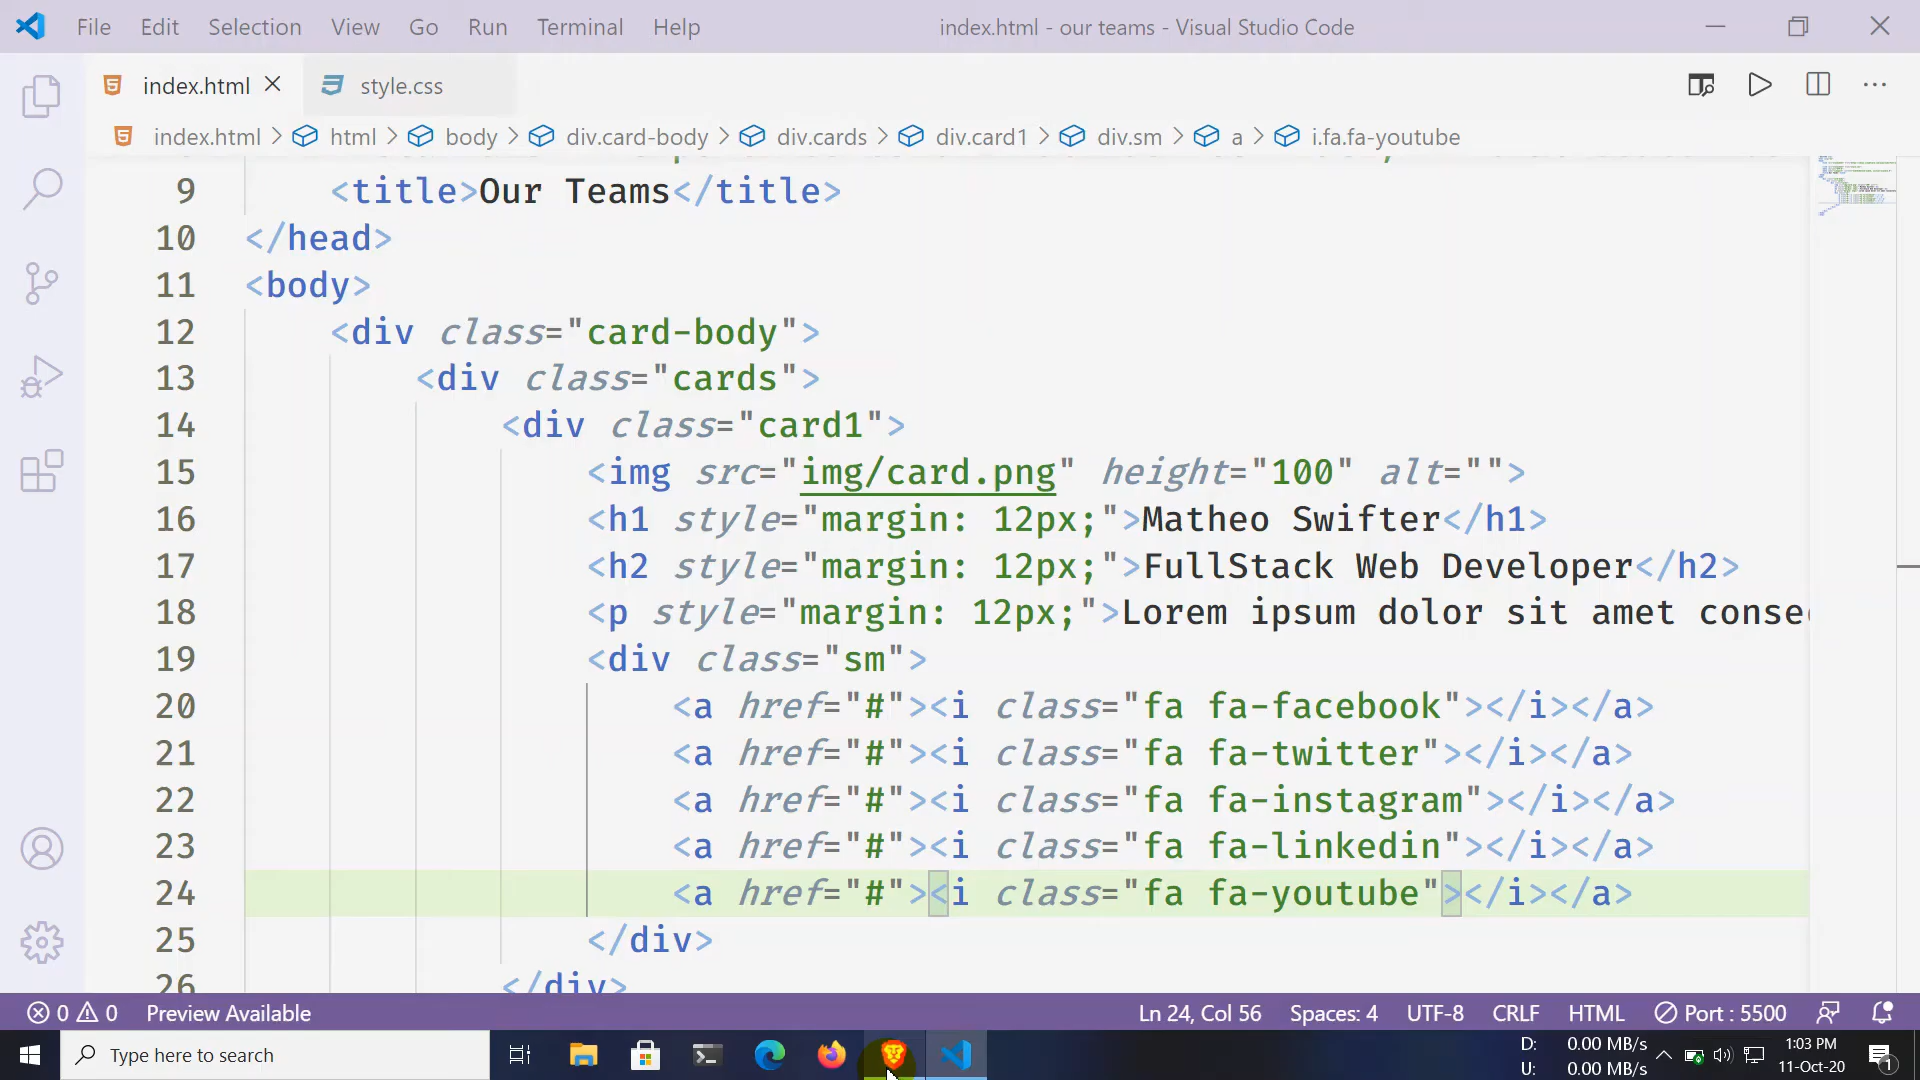 File Edit Selection View Go Run Terminal Help index.html - our teams - Visual Studio Code
index.html style.css
index.html > html > body > div.card-body > div.cards > div.card1 > div.sm > a > i.fa.fa-youtube
9 <title>Our Teams</title>
10 </head>
11 <body>
12 <div class="card-body">
13 <div class="cards">
14 <div class="card1">
15 <img src="img/card.png" height="100" alt="">
16 <h1 style="margin: 12px;">Matheo Swifter</h1>
17 <h2 style="margin: 12px;">FullStack Web Developer</h2>
18 <p style="margin: 12px;">Lorem ipsum dolor sit amet consec
19 <div class="sm">
20 <a href="#"><i class="fa fa-facebook"></i></a>
21 <a href="#"><i class="fa fa-twitter"></i></a>
22 <a href="#"><i class="fa fa-instagram"></i></a>
23 <a href="#"><i class="fa fa-linkedin"></i></a>
24 <a href="#"><i class="fa fa-youtube"></i></a>
25 </div>
26 </div>
0 0 Preview Available Ln 24, Col 56 Spaces: 4 UTF-8 CRLF HTML Port : 5500
Type here to search
D: 0.00 MB/s
U: 0.00 MB/s
1:03 PM
11-Oct-20
1